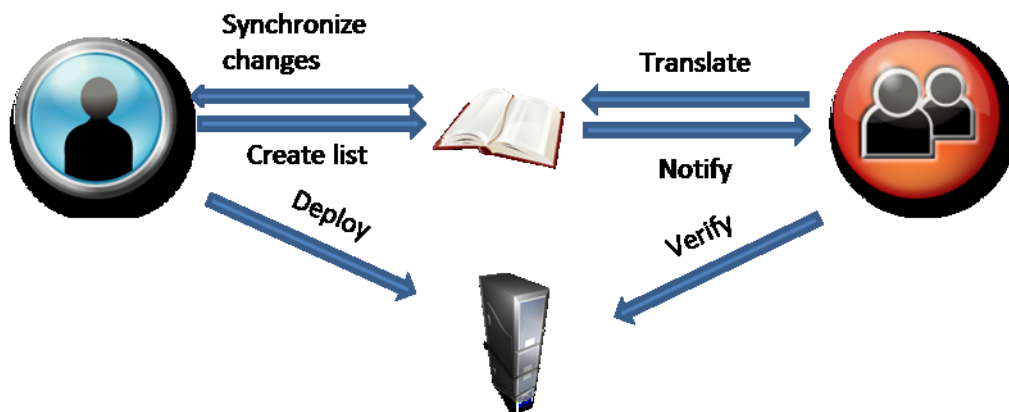 Synchronize
changes
Translate
Create list
Notify
Deploy
Verify